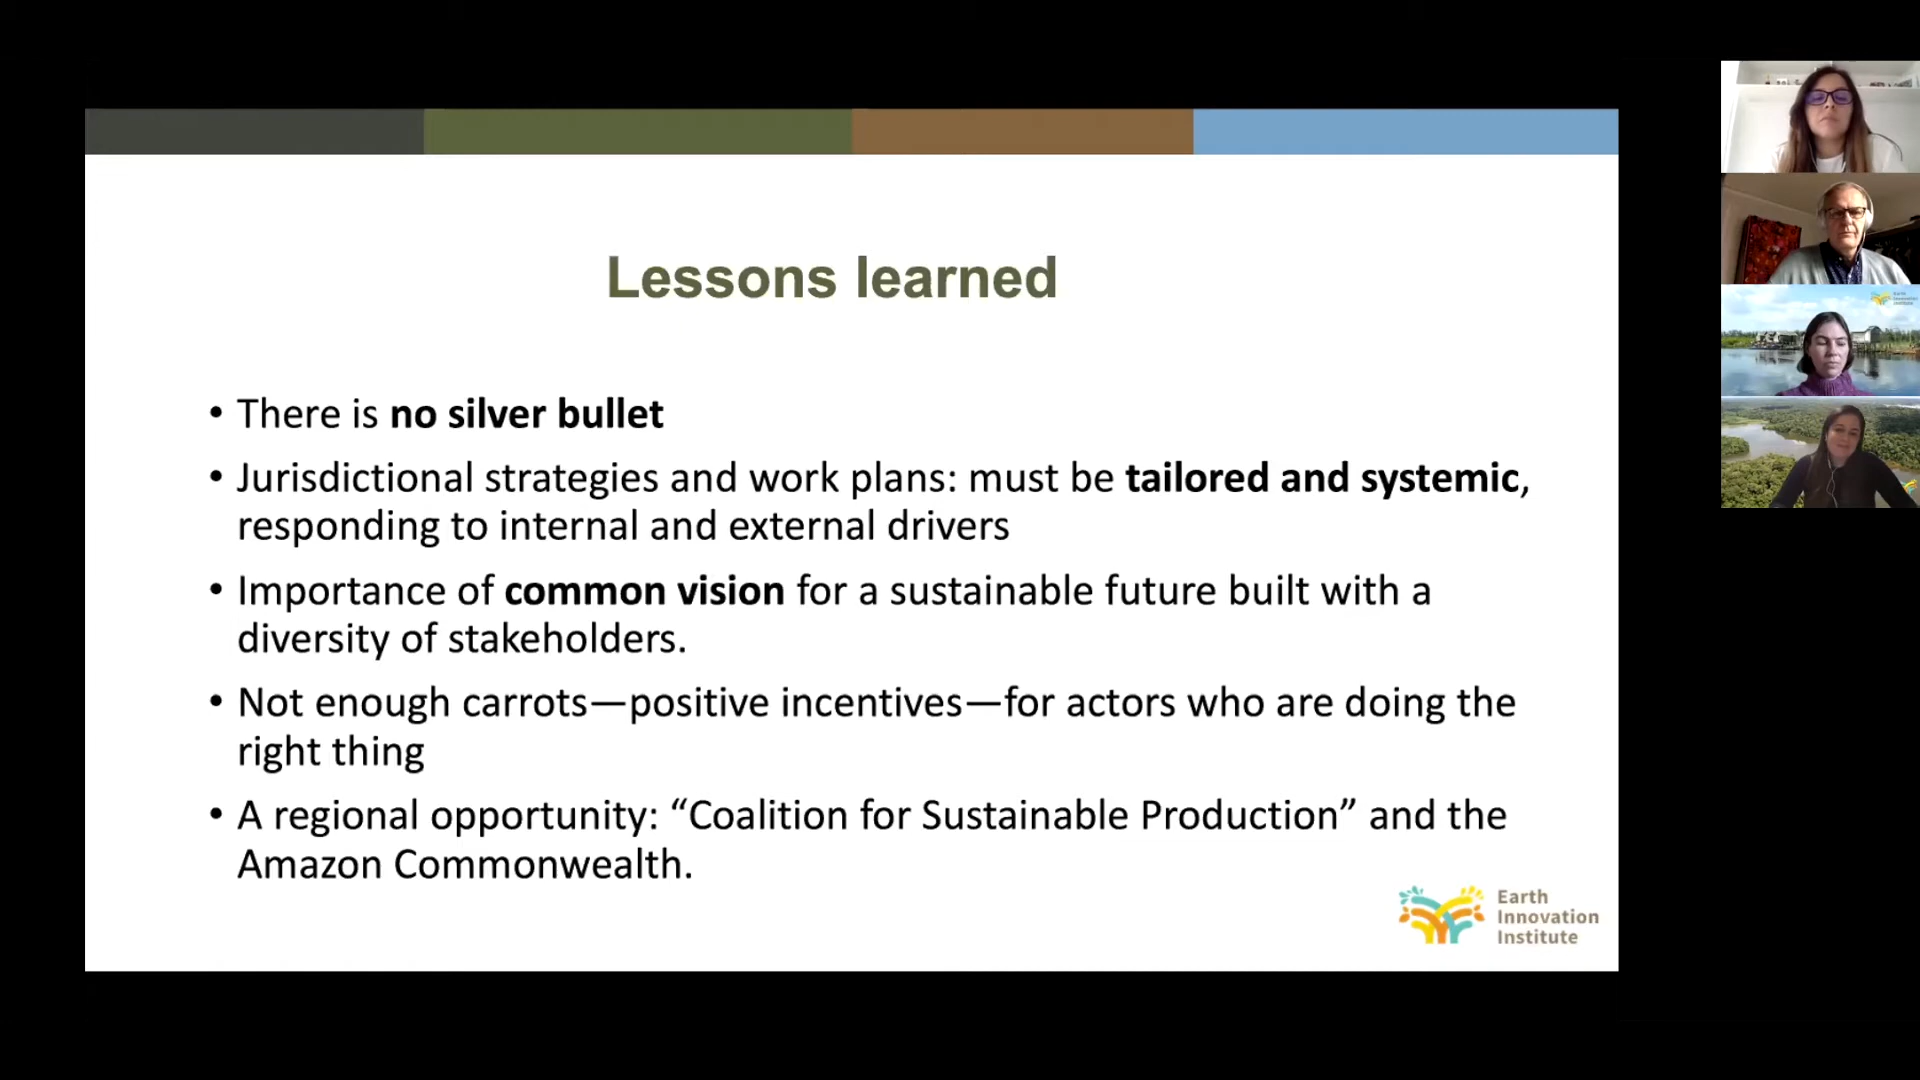 Lessons learned
• There is no silver bullet
• Jurisdictional strategies and work plans: must be tailored and systemic,
responding to internal and external drivers
• Importance of common vision for a sustainable future built with a
diversity of stakeholders.
• Not enough carrots—positive incentives—for actors who are doing the
right thing
• A regional opportunity: “Coalition for Sustainable Production” and the
Amazon Commonwealth.
Earth
Innovation
Institute
Earth
Innovation
Institute